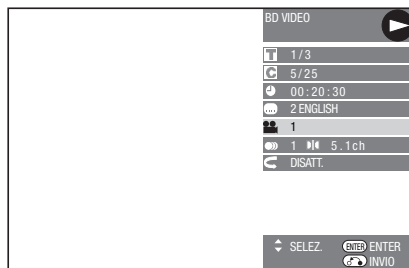 BD VIDEO
T 1/3
C 5/25
00:20:30
2 ENGLISH
1
1 5.1ch
DISATT.
SELEZ. ENTER ENTER
INVIO